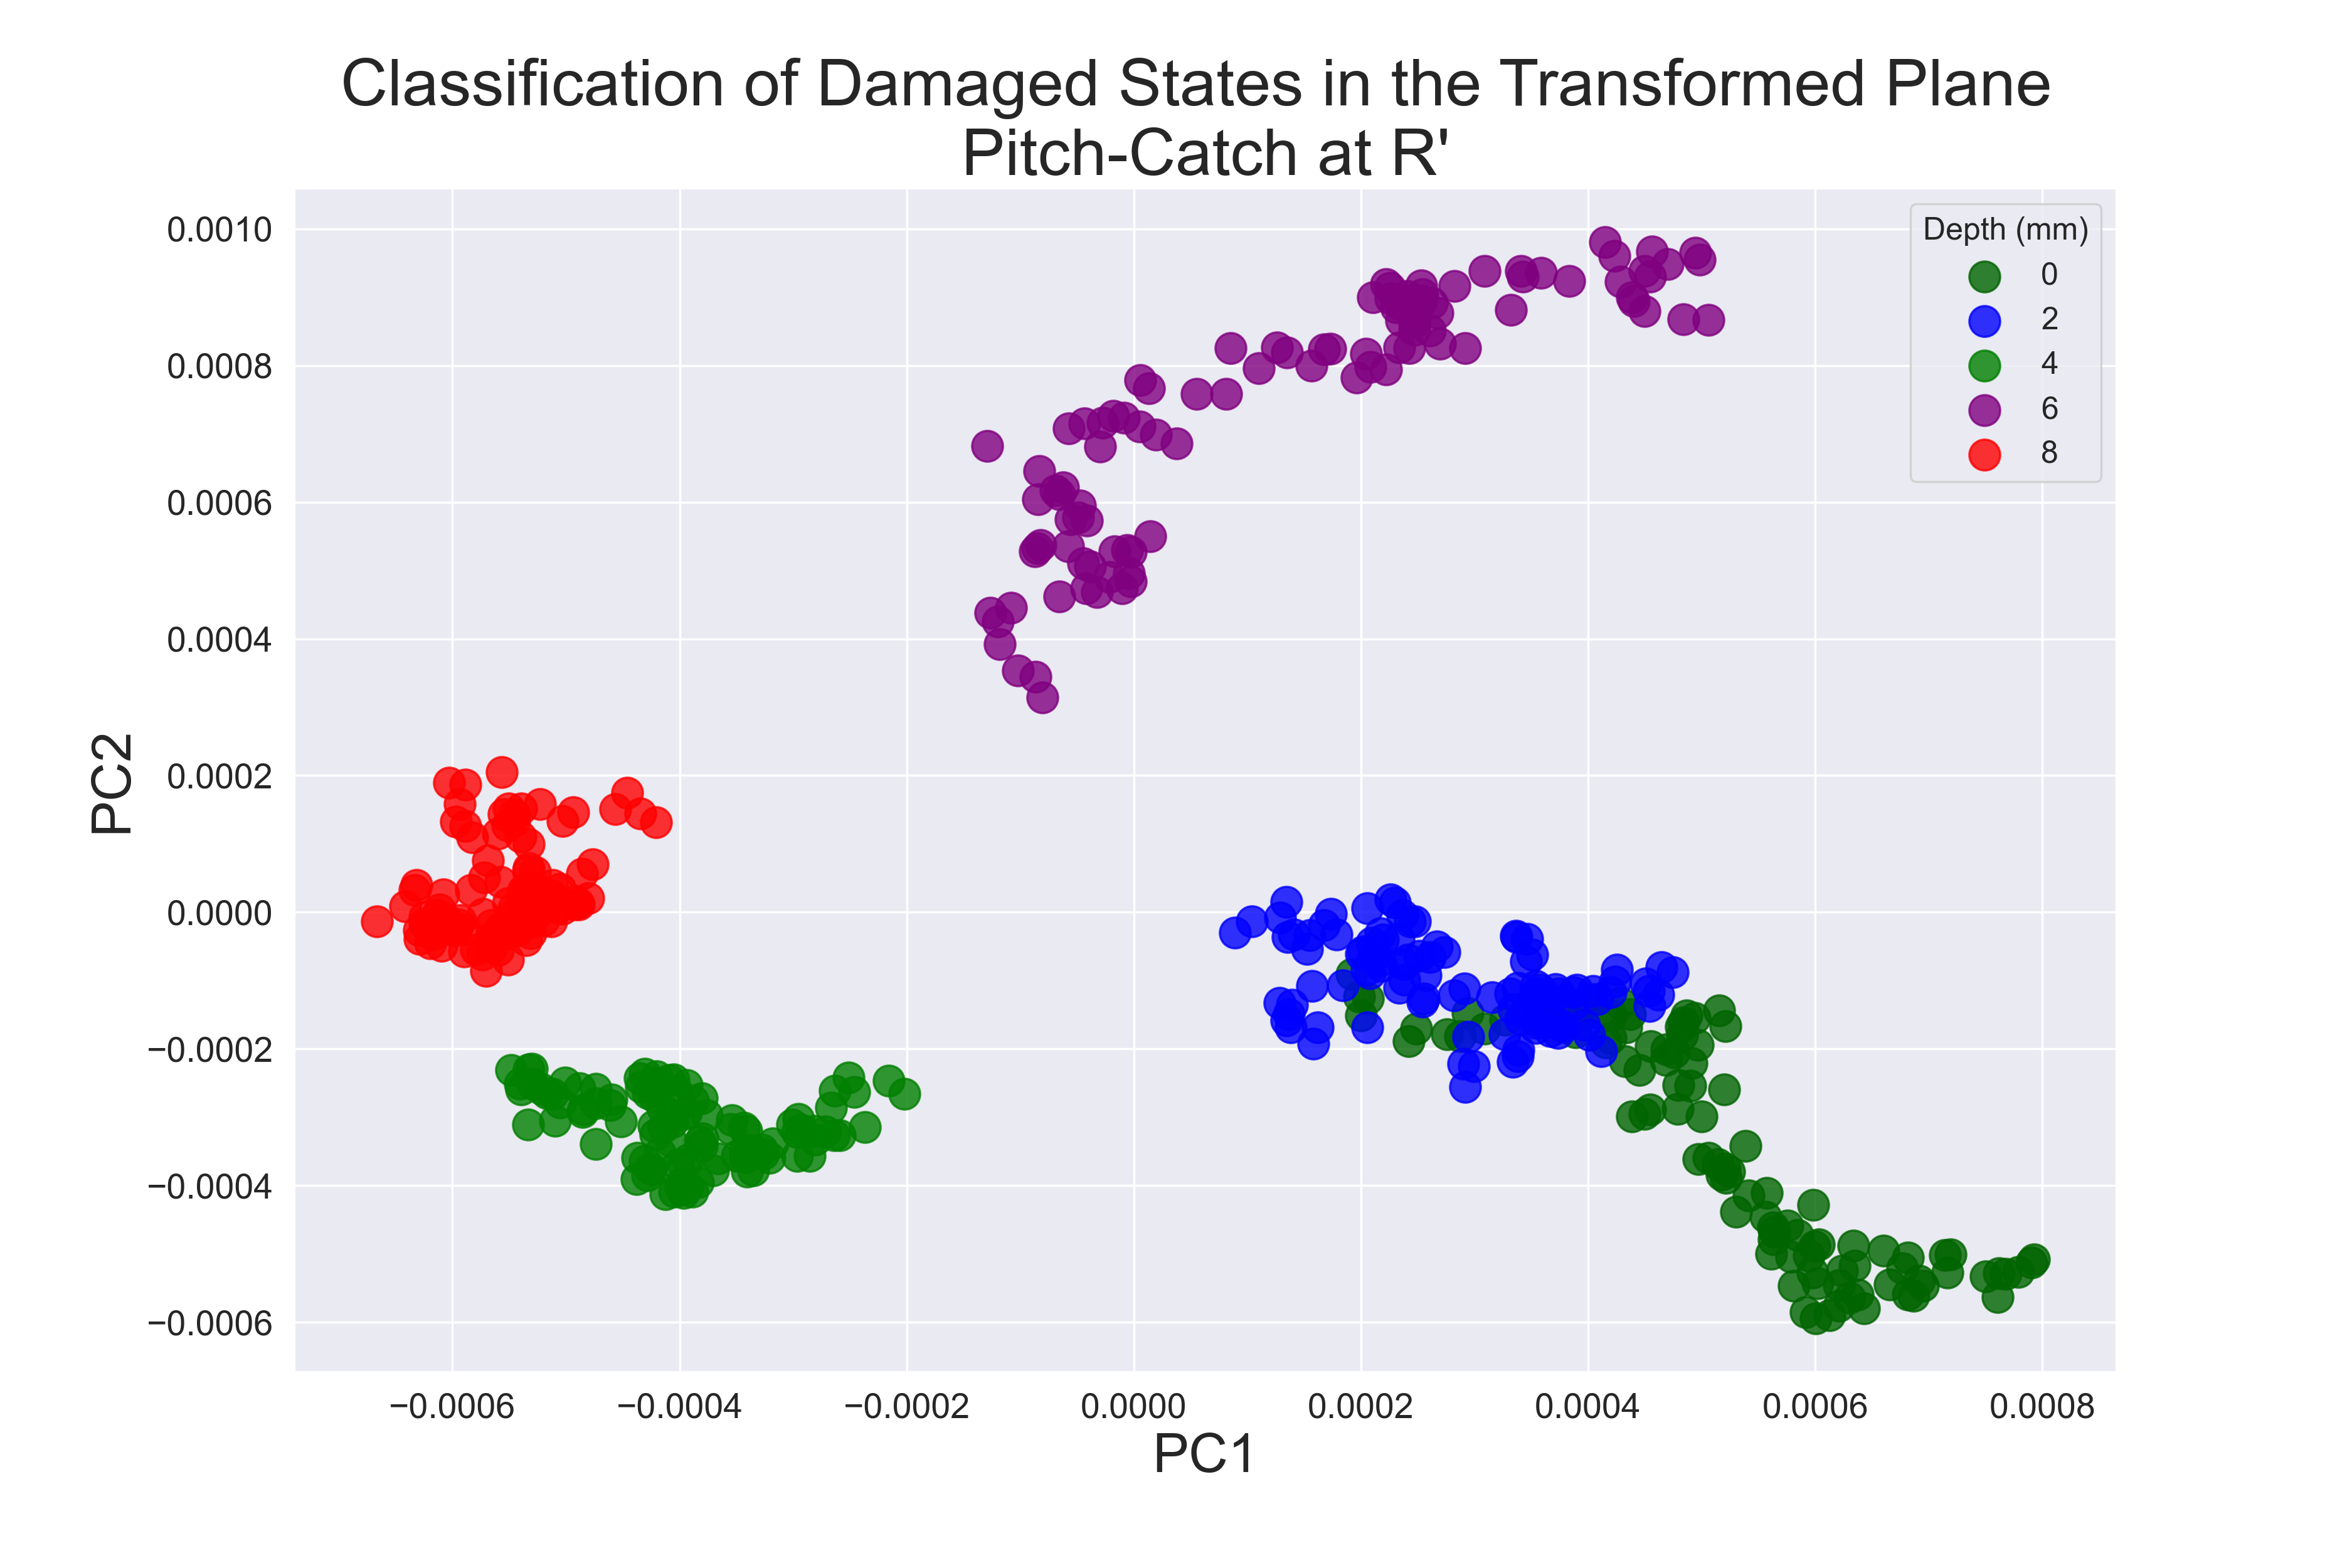 Classification of Damaged States in the Transformed Plane
Pitch-Catch at R'
0.0010
0.0008
0.0006
0.0004
0.0002
0.0000
−0.0002
−0.0004
−0.0006
PC2
Depth (mm)
0
2
4
6
8
−0.0006 −0.0004 −0.0002 0.0000 0.0002 0.0004 0.0006 0.0008
PC1